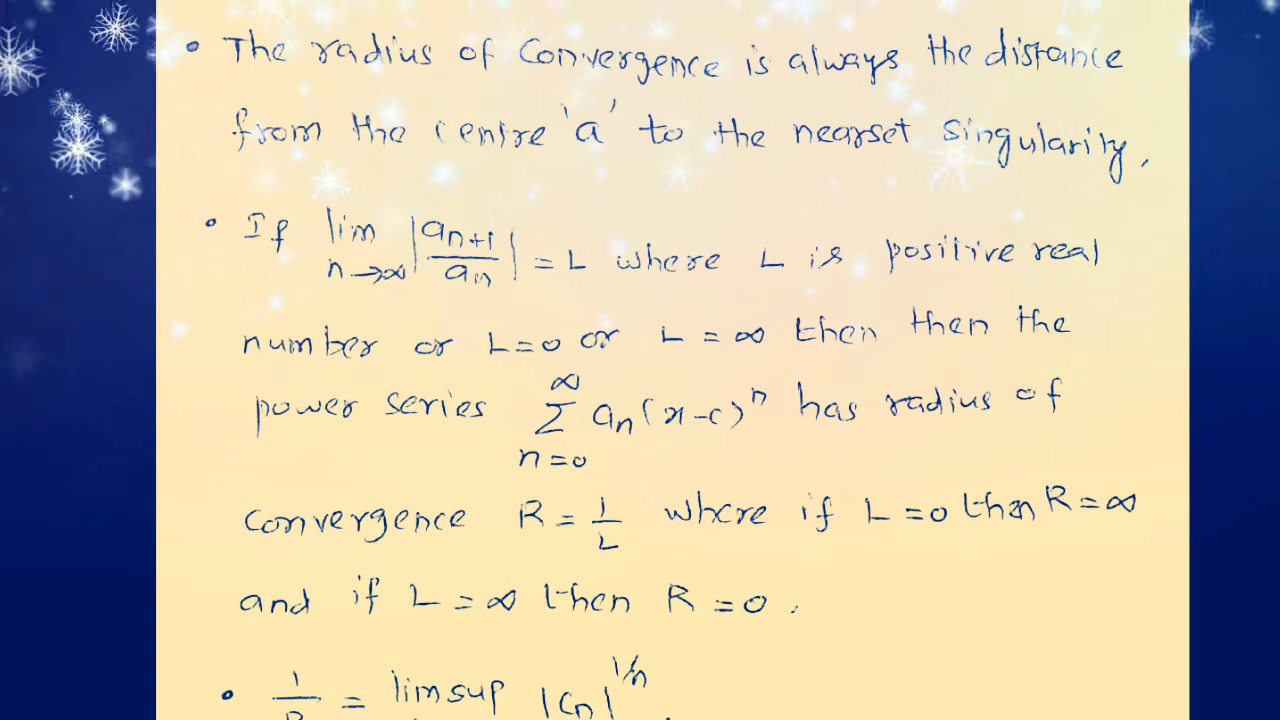 • The radius of convergence is always the distance
from the centre 'a' to the nearset singularity.
• If lim n→∞ |an+1/an| = L where L is positive real
number or L=0 or L = ∞ then then the
power series ∞ Σ n=0 an(x-c)^n has radius of
convergence R = 1/L where if L=0 then R=∞
and if L=∞ then R=0.
• 1/R = lim sup |cn|^1/n